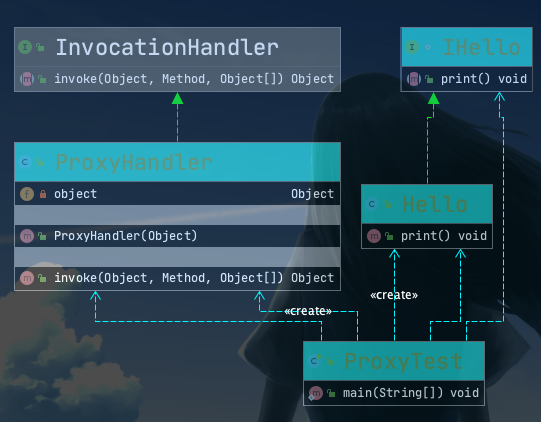 InvocationHandler
invoke(Object, Method, Object[]) Object
IHello
print() void
ProxyHandler
object Object
ProxyHandler(Object)
invoke(Object, Method, Object[]) Object
Hello
print() void
«create»
«create»
ProxyTest
main(String[]) void